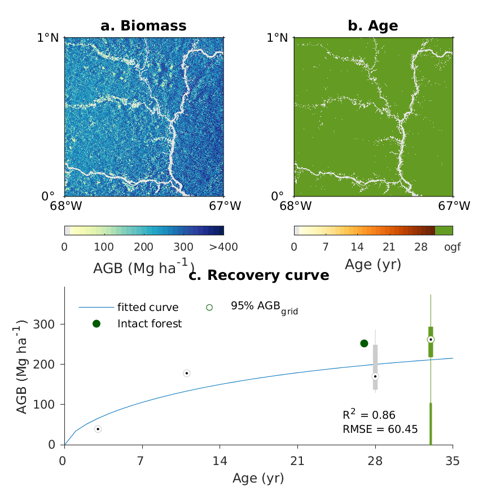 a. Biomass
b. Age
1°N
1°N
0°
0°
68°W
67°W
68°W
67°W
0 100 200 300 >400
0 7 14 21 28 ogf
AGB (Mg ha⁻¹)
Age (yr)
c. Recovery curve
fitted curve
95% AGB_grid
Intact forest
300
200
100
0
AGB (Mg ha⁻¹)
R² = 0.86
RMSE = 60.45
0 7 14 21 28 35
Age (yr)